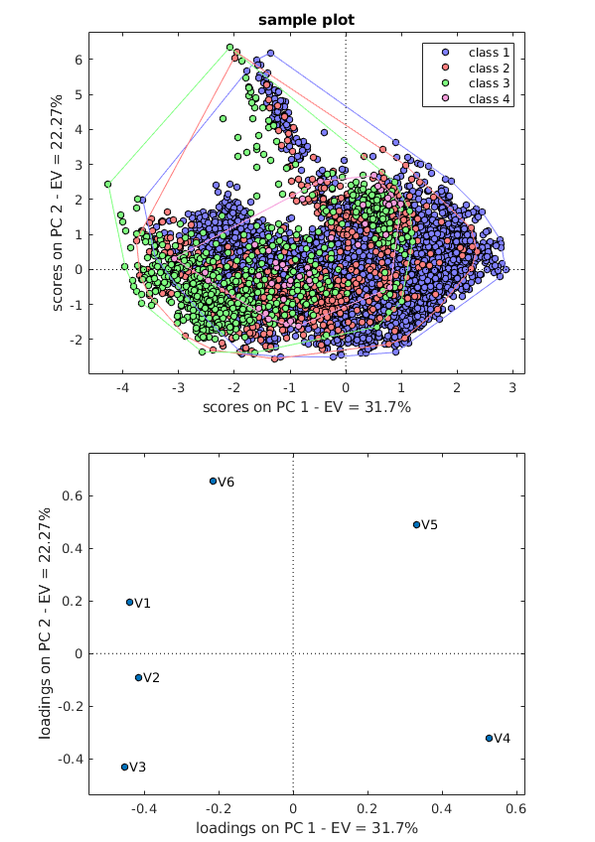 sample plot
class 1
class 2
class 3
class 4
6
5
4
3
2
1
0
-1
-2
scores on PC 2 - EV = 22.27%
-4 -3 -2 -1 0 1 2 3
scores on PC 1 - EV = 31.7%
V6
V5
V1
V2
V4
V3
0.6
0.4
0.2
0
-0.2
-0.4
loadings on PC 2 - EV = 22.27%
-0.4 -0.2 0 0.2 0.4 0.6
loadings on PC 1 - EV = 31.7%